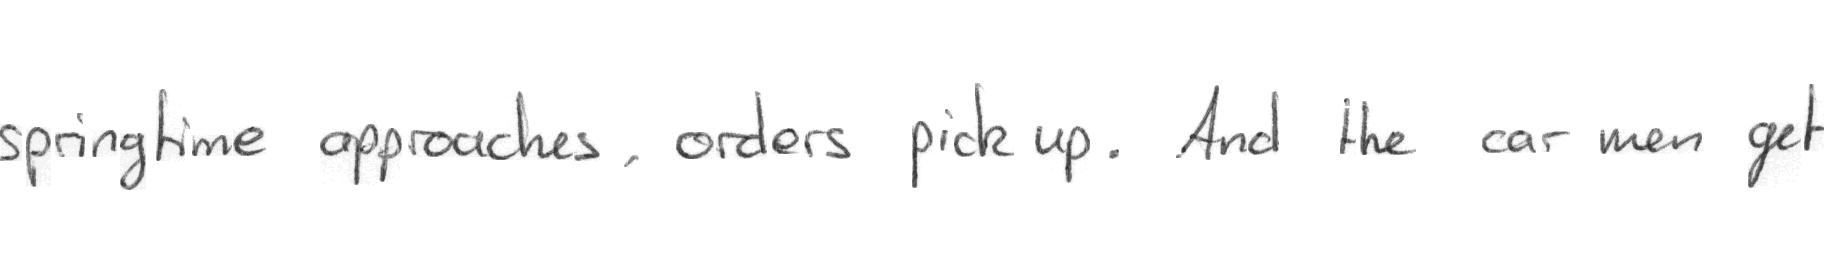 springtime approaches, orders pick up. And the car men get